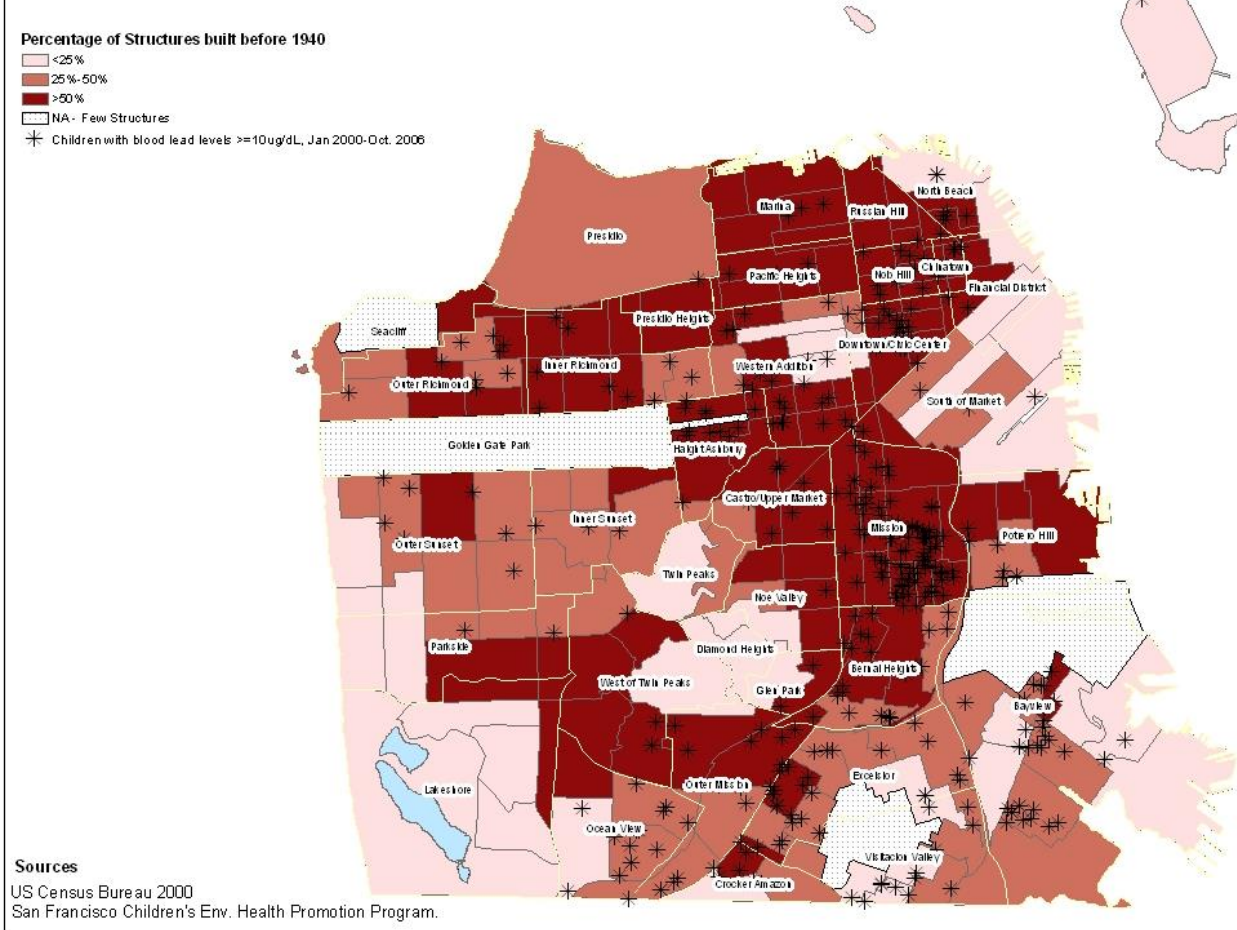 Percentage of Structures built before 1940
<25%
25%-50%
>50%
NA - Few Structures
Children with blood lead levels >=10ug/dL, Jan 2000-Oct. 2006
North Beach
Marina
Russian Hill
Presidio
Chinatown
Pacific Heights
Nob Hill
Financial District
Presidio Heights
Seacliff
Downtown/Civic Center
Inner Richmond
Western Addition
Outer Richmond
South of Market
Golden Gate Park
Haight Ashbury
Castro/Upper Market
Inner Sunset
Mission
Potrero Hill
Outer Sunset
Twin Peaks
Noe Valley
Parkside
Diamond Heights
Bernal Heights
West of Twin Peaks
Glen Park
Bayview
Excelsior
Outer Mission
Lakeshore
Ocean View
Visitacion Valley
Crocker Amazon
Sources
US Census Bureau 2000
San Francisco Children's Env. Health Promotion Program.